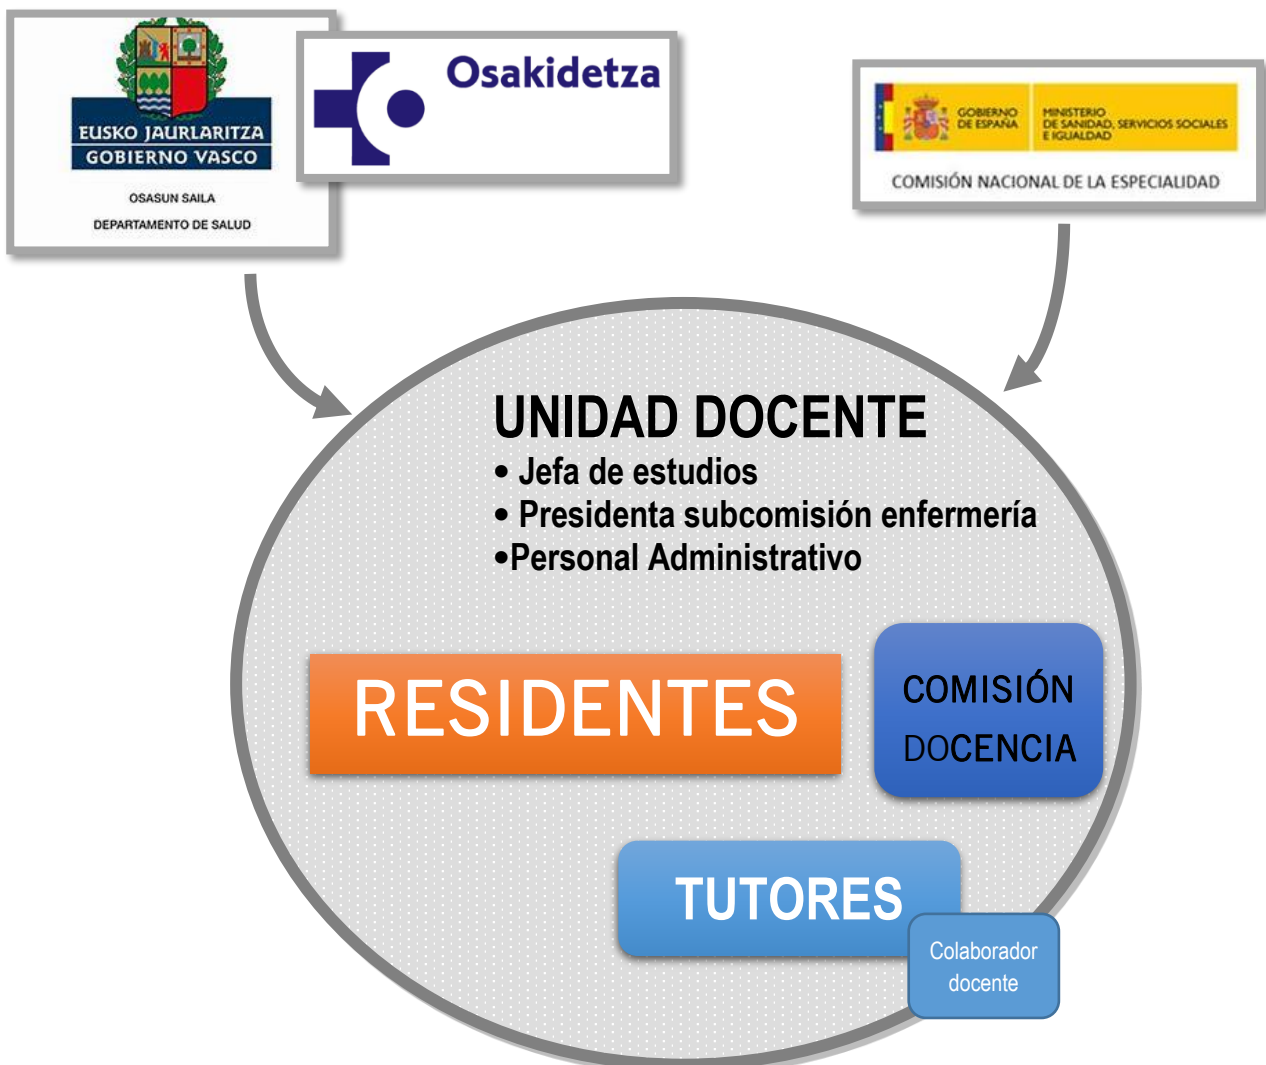 EUSKO JAURLARITZA
GOBIERNO VASCO
OSASUN SAILA
DEPARTAMENTO DE SALUD
Osakidetza
GOBIERNO
DE ESPAÑA
MINISTERIO
DE SANIDAD, SERVICIOS SOCIALES
E IGUALDAD
COMISIÓN NACIONAL DE LA ESPECIALIDAD
UNIDAD DOCENTE
• Jefa de estudios
• Presidenta subcomisión enfermería
•Personal Administrativo
RESIDENTES
COMISIÓN
DOCENCIA
TUTORES
Colaborador
docente